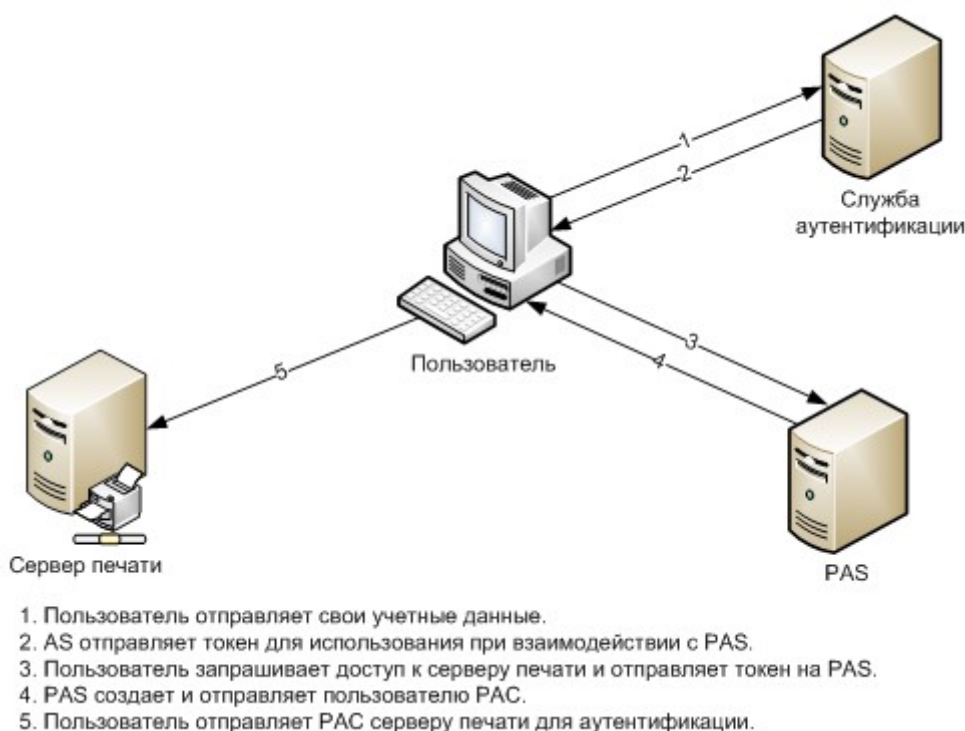 1
2
Служба
аутентификации
3
4
Пользователь
5
Сервер печати
PAS
1. Пользователь отправляет свои учетные данные.
2. AS отправляет токен для использования при взаимодействии с PAS.
3. Пользователь запрашивает доступ к серверу печати и отправляет токен на PAS.
4. PAS создает и отправляет пользователю PAC.
5. Пользователь отправляет PAC серверу печати для аутентификации.